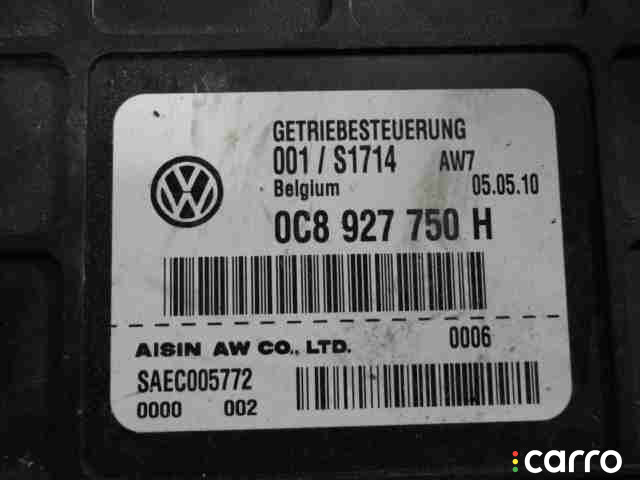 GETRIEBESTEUERUNG
001 / S1714 AW7
Belgium 05.05.10
0C8 927 750 H
AISIN AW CO., LTD. 0006
SAEC005772
0000 002
carro